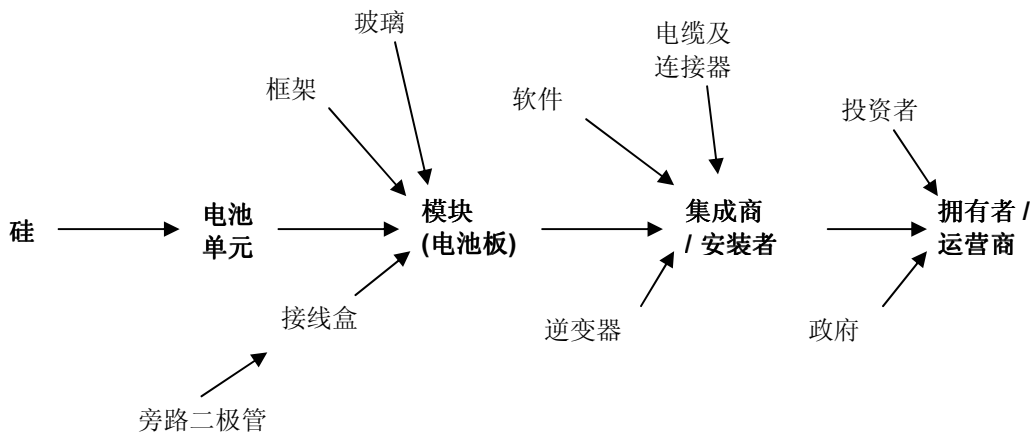 玻璃
电缆及
连接器
框架
软件
投资者
硅
电池
单元
模块
(电池板)
集成商
/ 安装者
拥有者 /
运营商
接线盒
逆变器
政府
旁路二极管